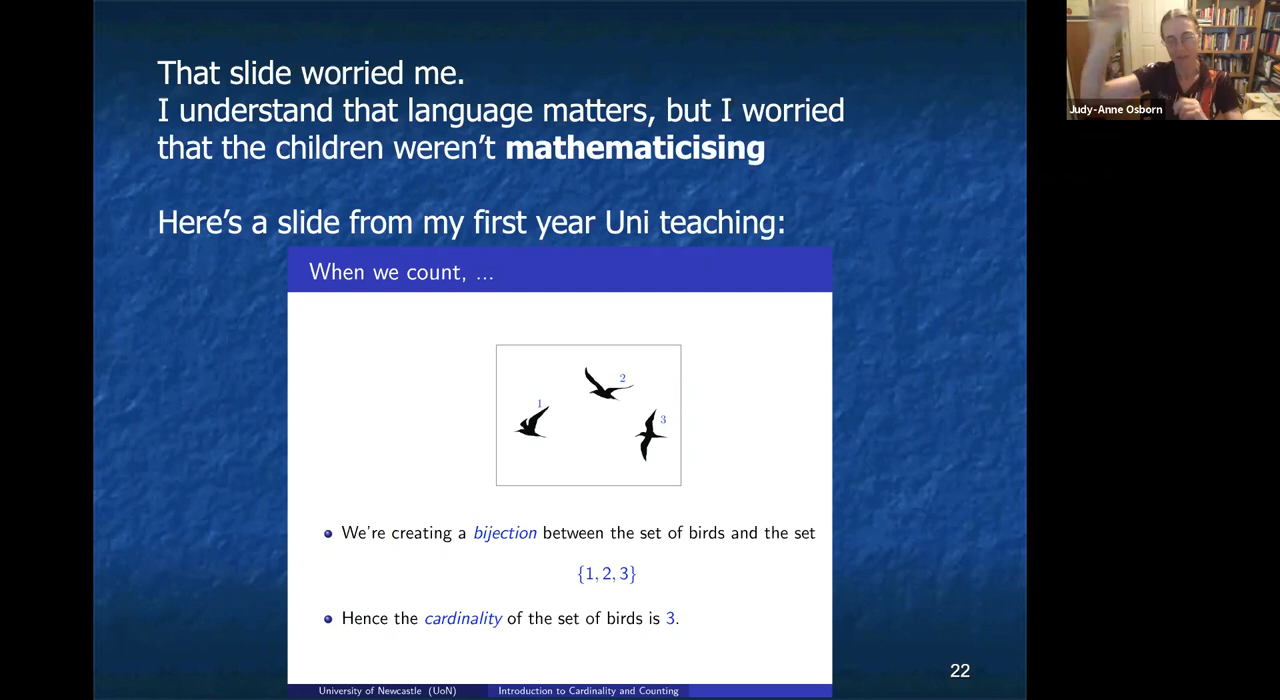 That slide worried me.
I understand that language matters, but I worried
that the children weren't mathematicising
Here's a slide from my first year Uni teaching:
When we count, ...
1
2
3
We're creating a bijection between the set of birds and the set
{1, 2, 3}
Hence the cardinality of the set of birds is 3.
University of Newcastle (UoN)
Introduction to Cardinality and Counting
22
Judy-Anne Osborn